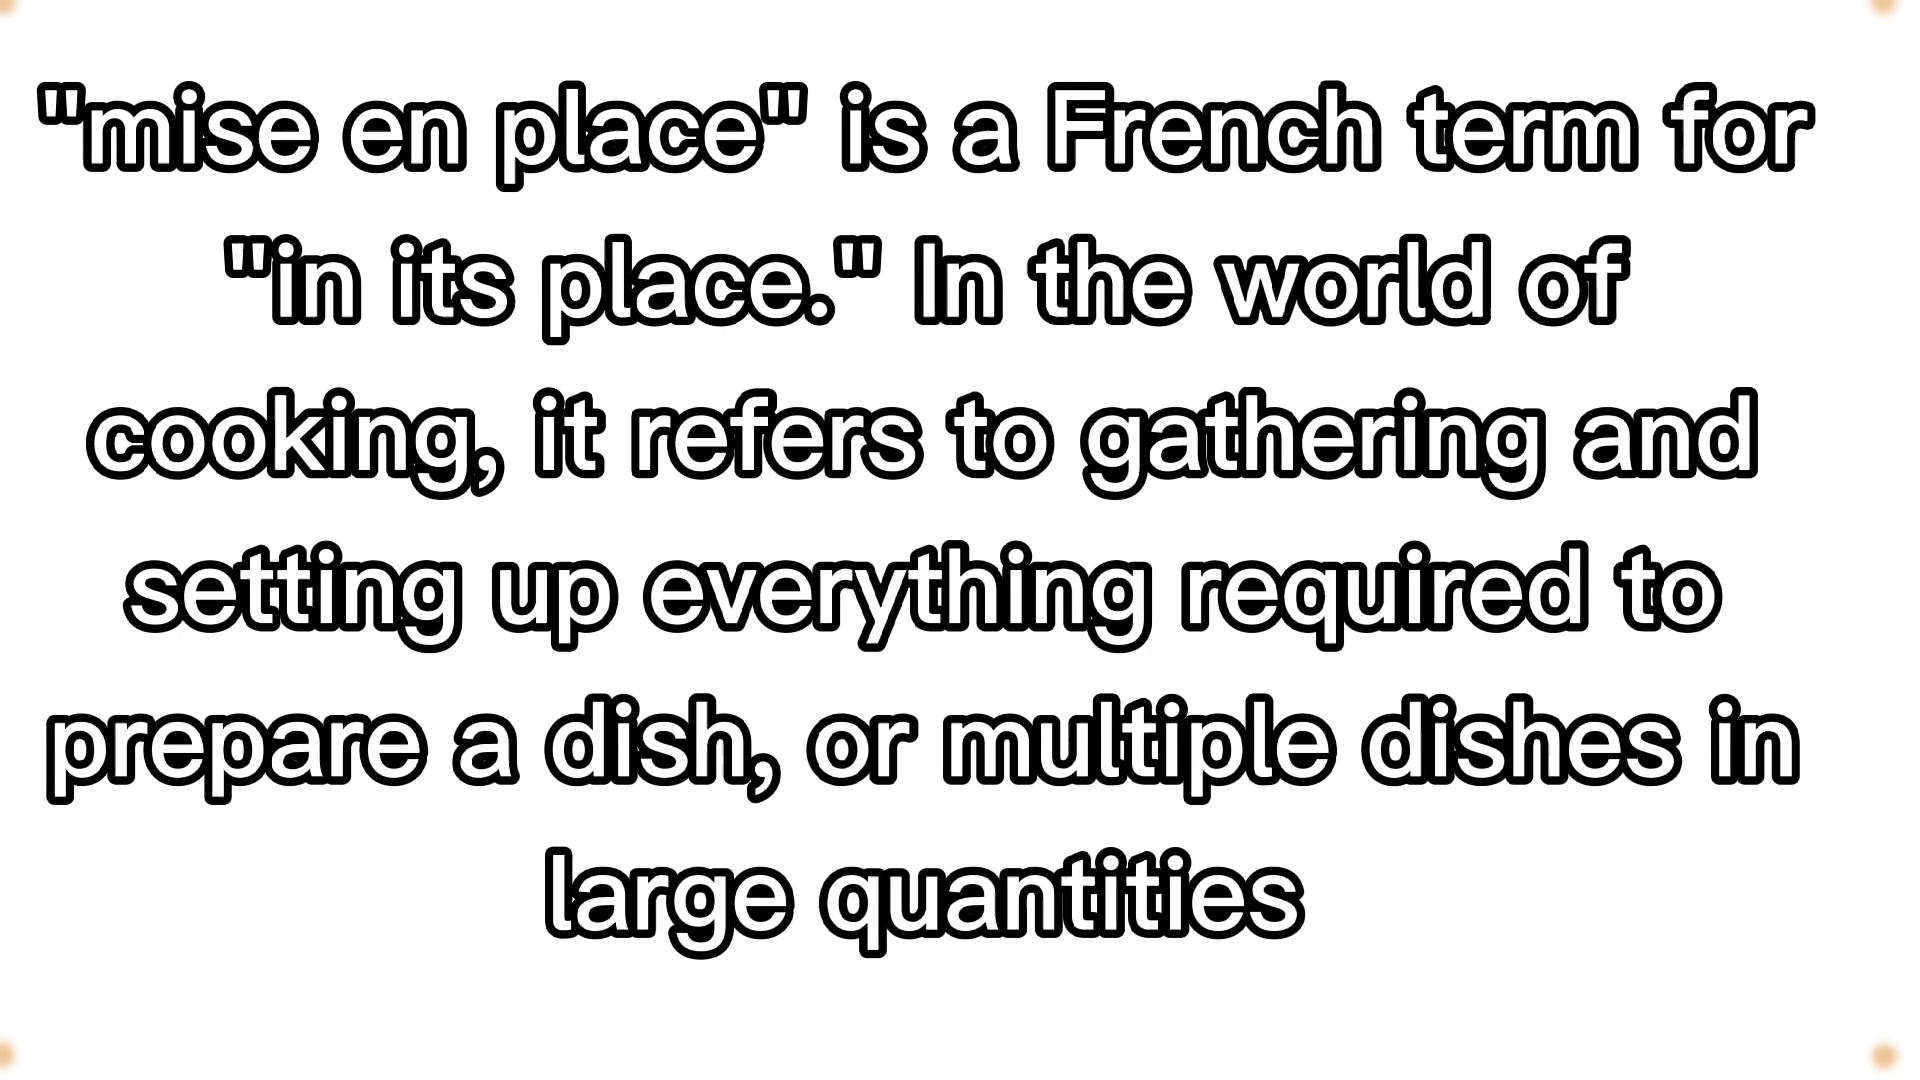 "mise en place" is a French term for
"in its place." In the world of
cooking, it refers to gathering and
setting up everything required to
prepare a dish, or multiple dishes in
large quantities